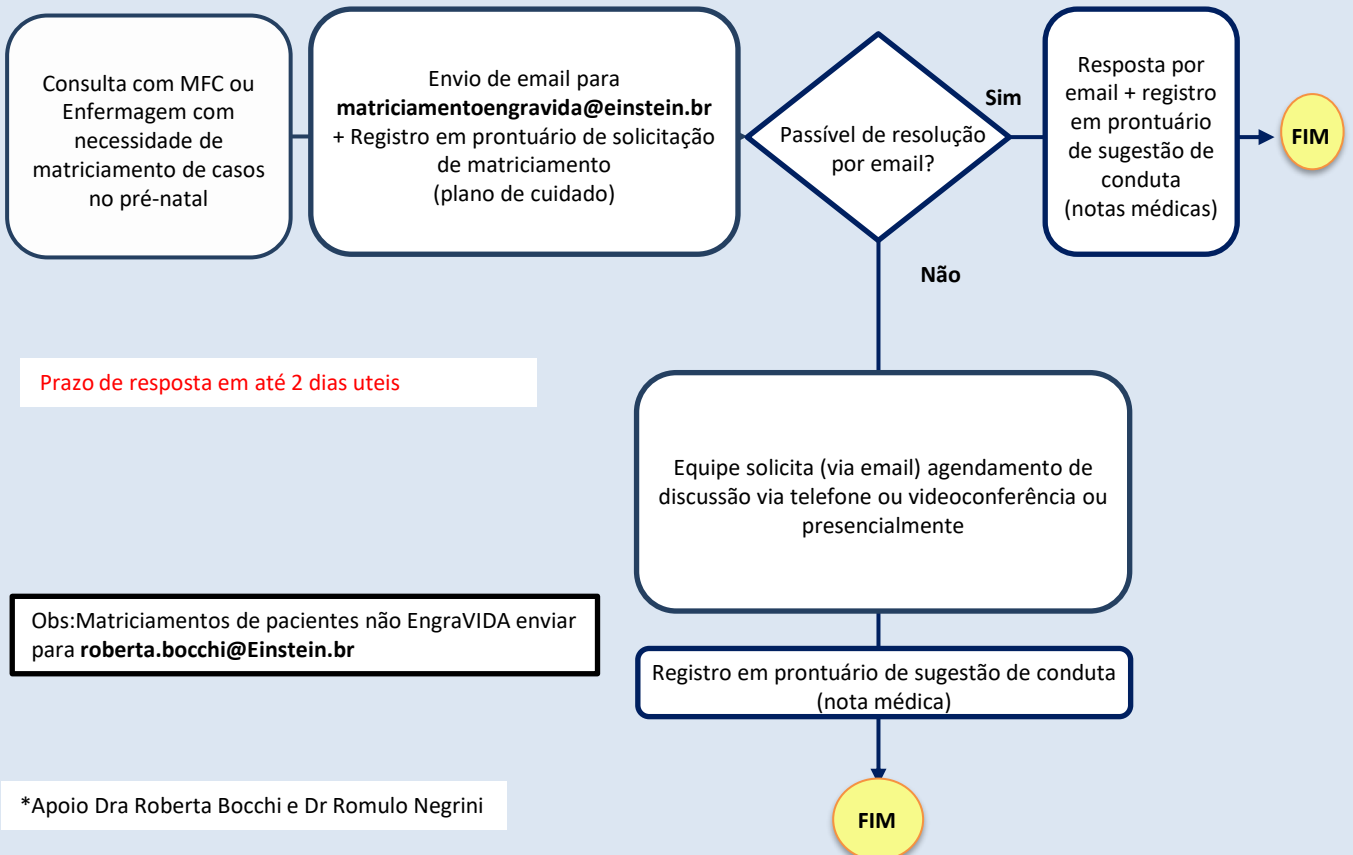 Consulta com MFC ou
Enfermagem com
necessidade de
matriciamento de casos
no pré-natal
Envio de email para
matriciamentoengravida@einstein.br
+ Registro em prontuário de solicitação
de matriciamento
(plano de cuidado)
Passível de resolução
por email?
Sim
Resposta por
email + registro
em prontuário
de sugestão de
conduta
(notas médicas)
FIM
Não
Prazo de resposta em até 2 dias uteis
Equipe solicita (via email) agendamento de
discussão via telefone ou videoconferência ou
presencialmente
Obs:Matriciamentos de pacientes não EngraVIDA enviar
para roberta.bocchi@Einstein.br
Registro em prontuário de sugestão de conduta
(nota médica)
*Apoio Dra Roberta Bocchi e Dr Romulo Negrini
FIM